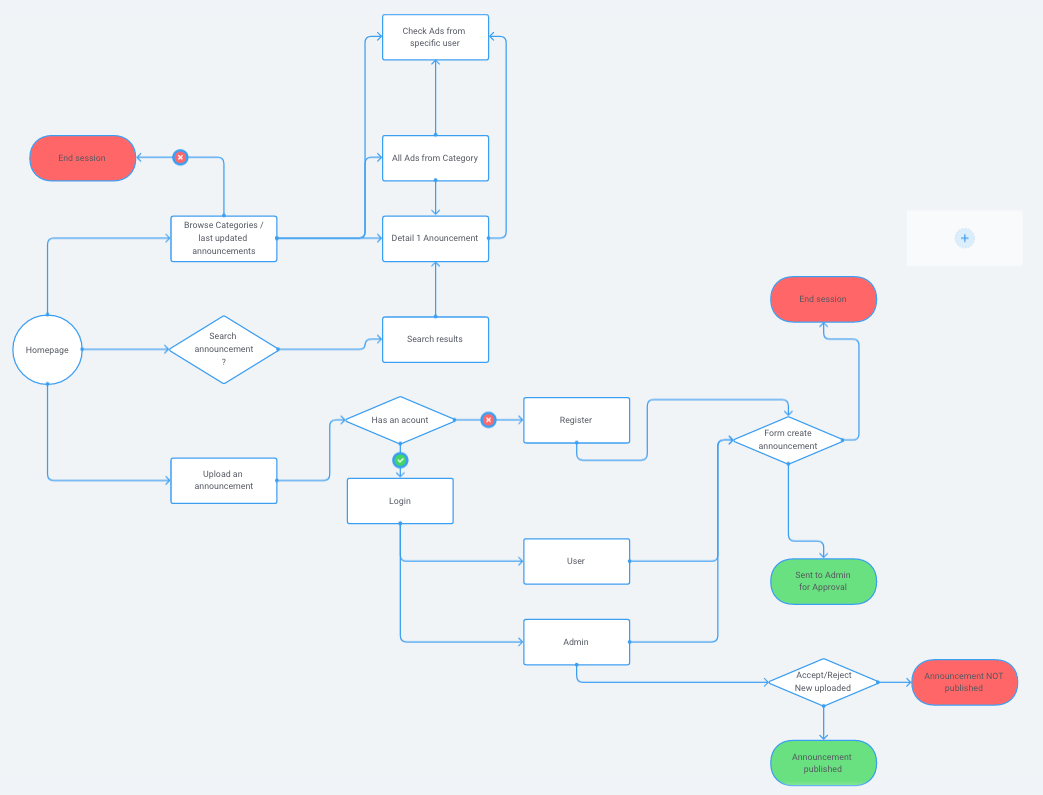 Check Ads from
specific user
End session
All Ads from Category
Browse Categories /
last updated
announcements
Detail 1 Anouncement
End session
Homepage
Search
announcement
?
Search results
Has an acount
Register
Form create
announcement
Upload an
announcement
Login
User
Sent to Admin
for Approval
Admin
Accept/Reject
New uploaded
Announcement NOT
published
Announcement
published